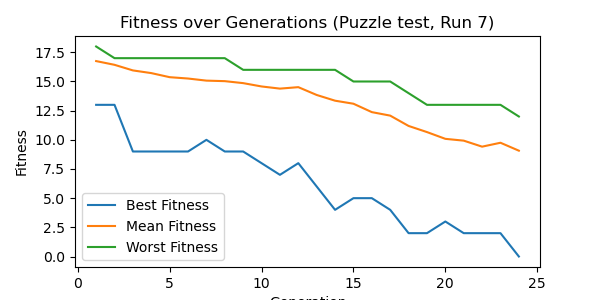 Fitness over Generations (Puzzle test, Run 7)
Fitness
17.5
15.0
12.5
10.0
7.5
5.0
2.5
0.0
Best Fitness
Mean Fitness
Worst Fitness
0 5 10 15 20 25
Generation